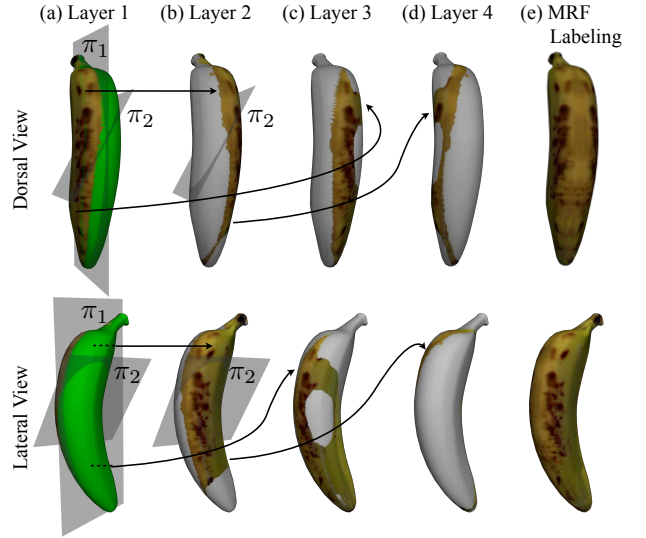 (a) Layer 1 (b) Layer 2 (c) Layer 3 (d) Layer 4 (e) MRF
Labeling
Dorsal View
π1
π2
π2
Lateral View
π1
π2
π2